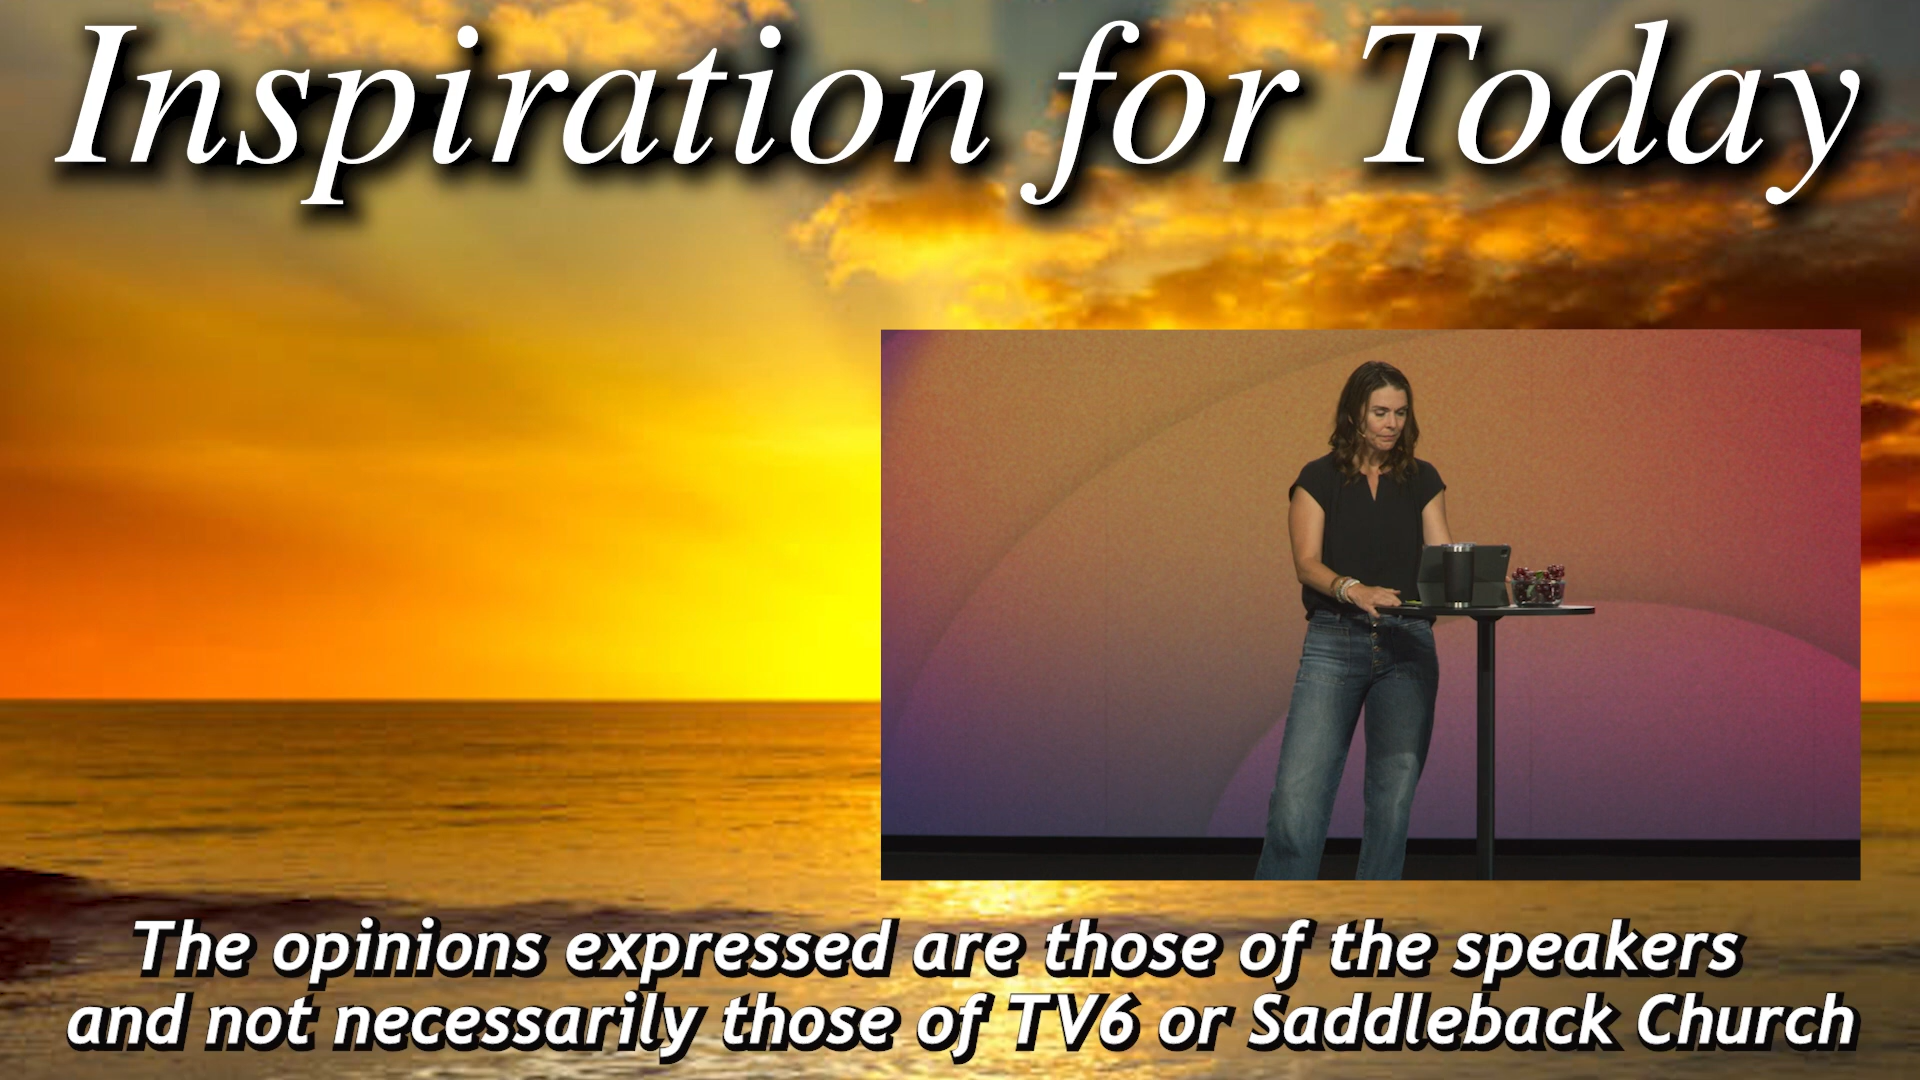 Inspiration for Today
The opinions expressed are those of the speakers
and not necessarily those of TV6 or Saddleback Church